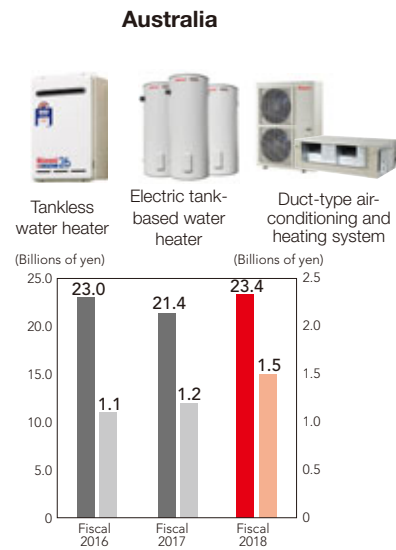 Australia
Rinnai 26
Tankless
water heater
Electric tank-
based water
heater
Duct-type air-
conditioning and
heating system
(Billions of yen)
(Billions of yen)
25.0
20.0
15.0
10.0
5.0
0
2.5
2.0
1.5
1.0
0.5
0
23.0
1.1
21.4
1.2
23.4
1.5
Fiscal
2016
Fiscal
2017
Fiscal
2018